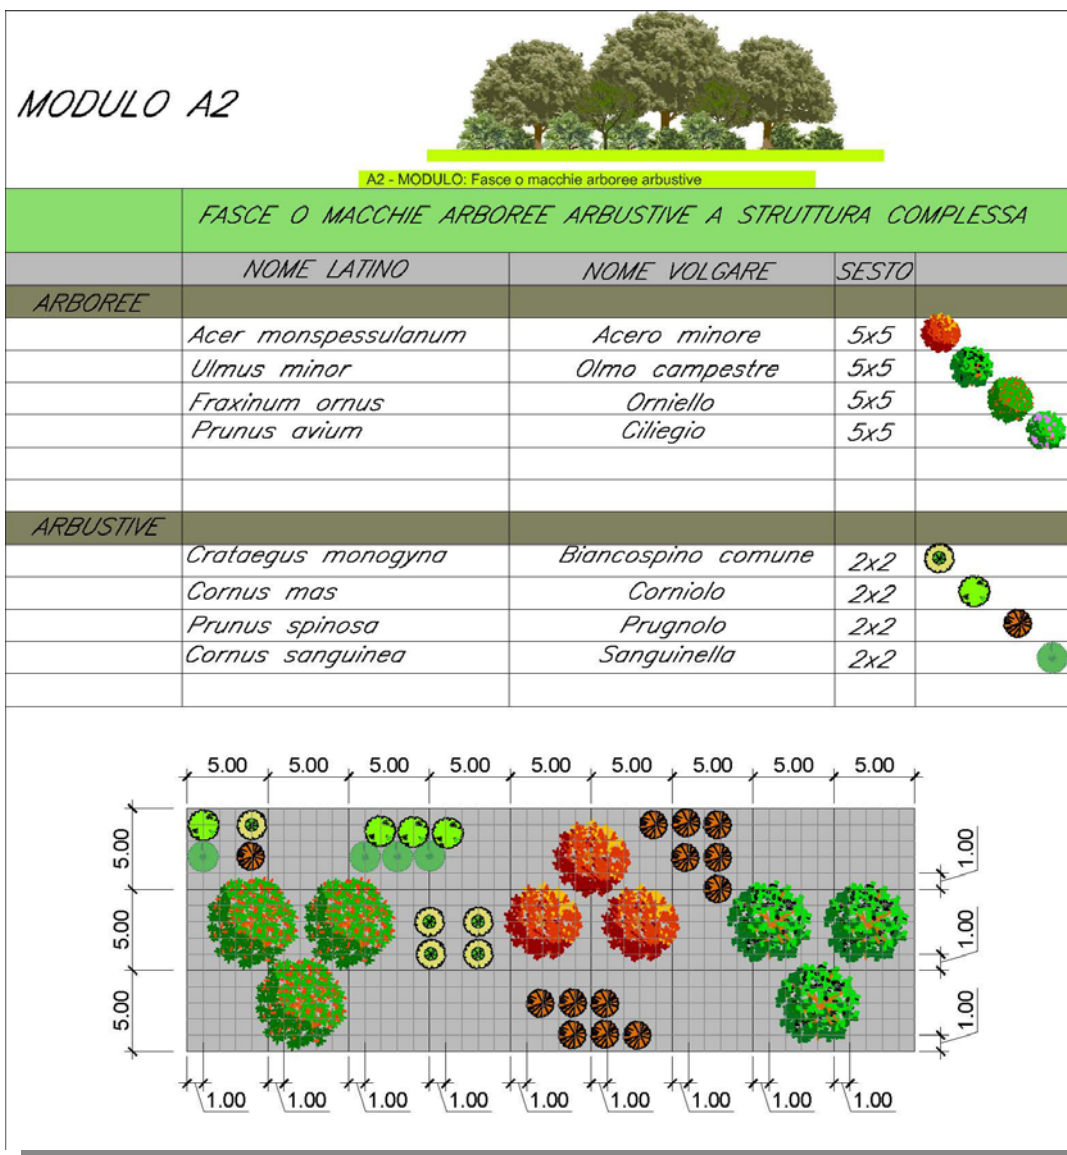 MODULO A2
A2 - MODULO: Fasce o macchie arboree arbustive
FASCE O MACCHIE ARBOREE ARBUSTIVE A STRUTTURA COMPLESSA
NOME LATINO NOME VOLGARE SESTO
ARBOREE
Acer monspessulanum Acero minore 5x5
Ulmus minor Olmo campestre 5x5
Fraxinum ornus Orniello 5x5
Prunus avium Ciliegio 5x5
ARBUSTIVE
Crataegus monogyna Biancospino comune 2x2
Cornus mas Corniolo 2x2
Prunus spinosa Prugnolo 2x2
Cornus sanguinea Sanguinella 2x2
5.00 5.00 5.00 5.00 5.00 5.00 5.00 5.00 5.00
5.00 1.00
5.00 1.00
5.00 1.00
1.00 1.00 1.00 1.00 1.00 1.00 1.00 1.00 1.00